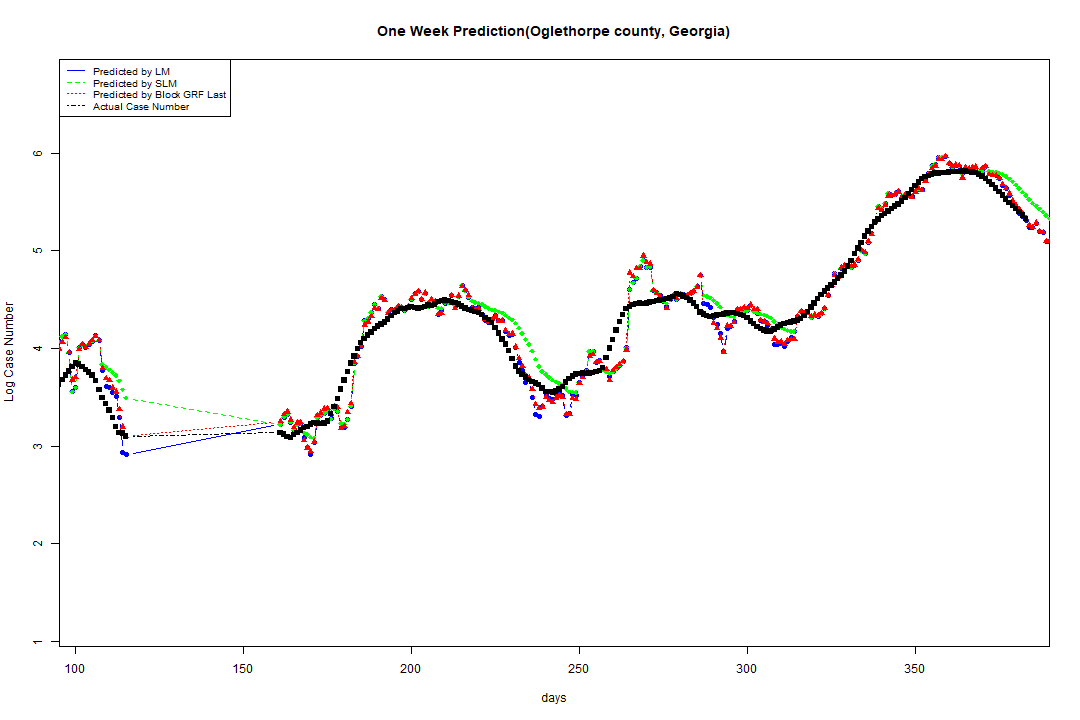 One Week Prediction(Oglethorpe county, Georgia)
Predicted by LM
Predicted by SLM
Predicted by Block GRF Last
Actual Case Number
Log Case Number
6
5
4
3
2
1
100 150 200 250 300 350
days